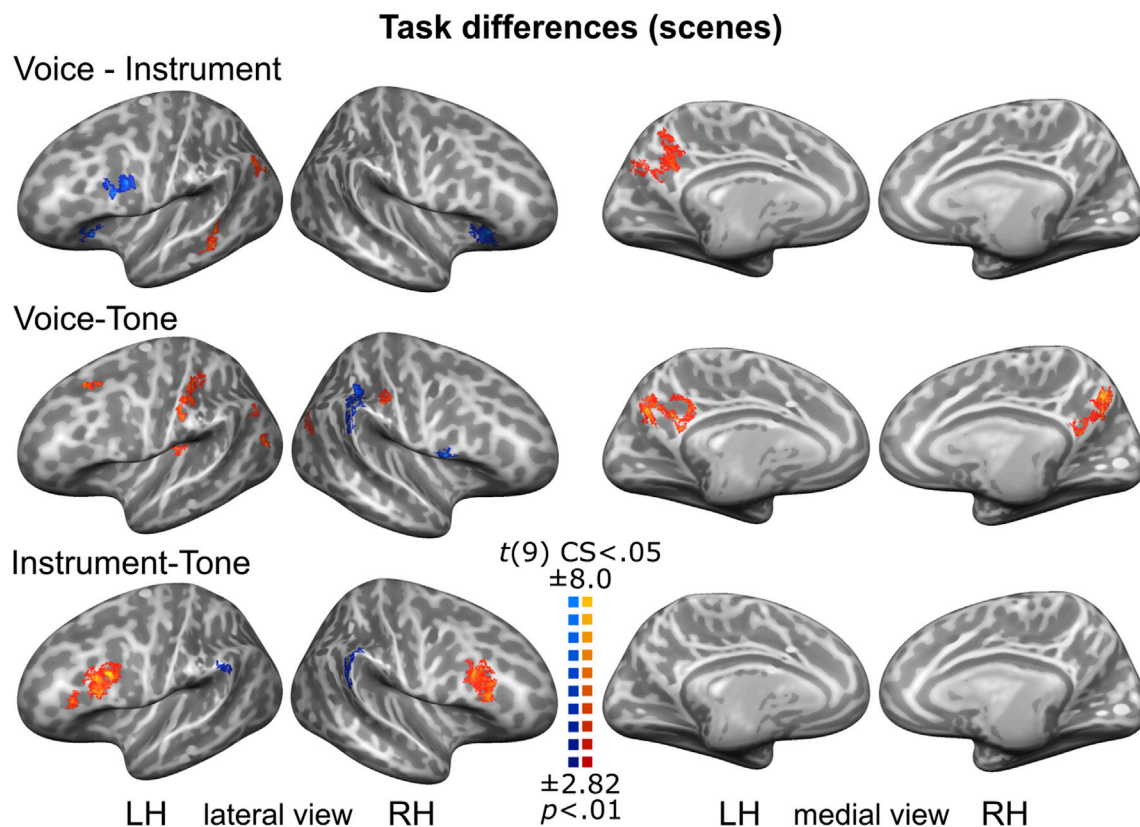 Task differences (scenes)
Voice - Instrument
Voice-Tone
Instrument-Tone
t(9) CS<.05
±8.0
±2.82
p<.01
LH lateral view RH
LH medial view RH